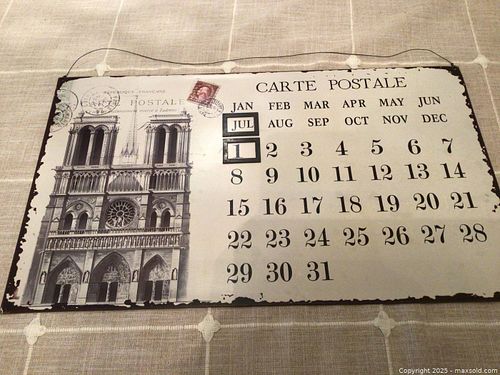 CARTE POSTALE
REPUBLIQUE FRANCAISE
CARTE POSTALE
JAN FEB MAR APR MAY JUN
JUL AUG SEP OCT NOV DEC
1 2 3 4 5 6 7
8 9 10 11 12 13 14
15 16 17 18 19 20 21
22 23 24 25 26 27 28
29 30 31
Copyright 2025 - maxsold.com